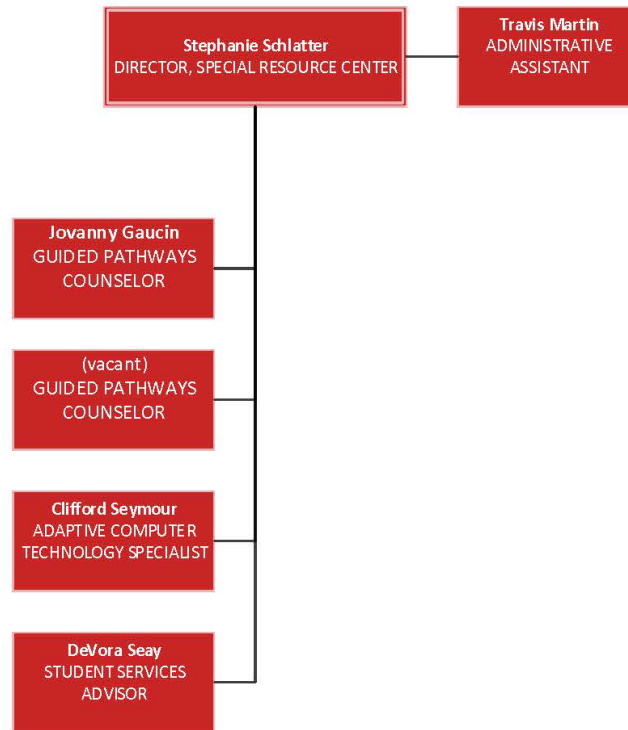 Stephanie Schlatter
DIRECTOR, SPECIAL RESOURCE CENTER
Travis Martin
ADMINISTRATIVE
ASSISTANT
Jovanny Gaucin
GUIDED PATHWAYS
COUNSELOR
(vacant)
GUIDED PATHWAYS
COUNSELOR
Clifford Seymour
ADAPTIVE COMPUTER
TECHNOLOGY SPECIALIST
DeVora Seay
STUDENT SERVICES
ADVISOR